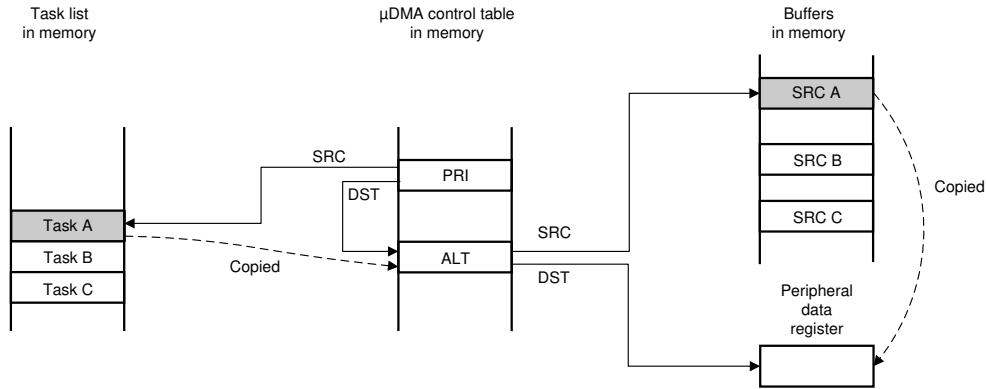 Task list
in memory
µDMA control table
in memory
Buffers
in memory
SRC A
SRC
PRI
SRC B
DST
Copied
Task A
SRC C
SRC
Task B
ALT
Copied
DST
Task C
Peripheral
data
register